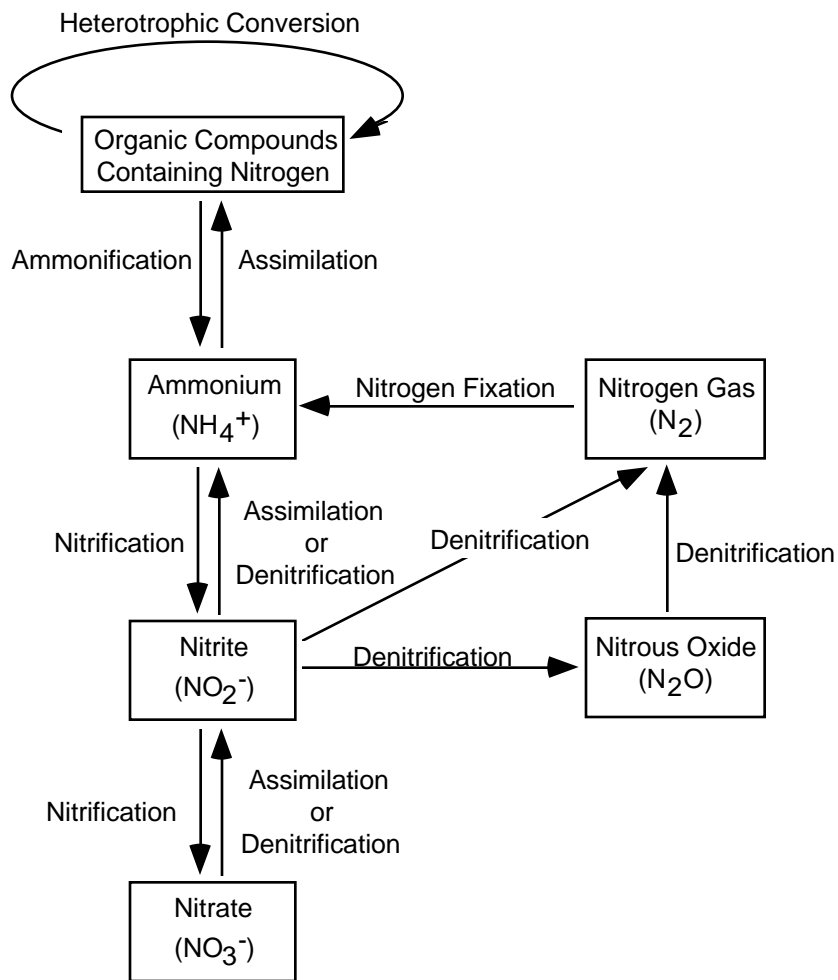 Heterotrophic Conversion
Organic Compounds
Containing Nitrogen
Ammonification
Assimilation
Ammonium
(NH₄⁺)
Nitrogen Fixation
Nitrogen Gas
(N₂)
Nitrification
Assimilation
or
Denitrification
Denitrification
Denitrification
Nitrite
(NO₂⁻)
Denitrification
Nitrous Oxide
(N₂O)
Nitrification
Assimilation
or
Denitrification
Nitrate
(NO₃⁻)